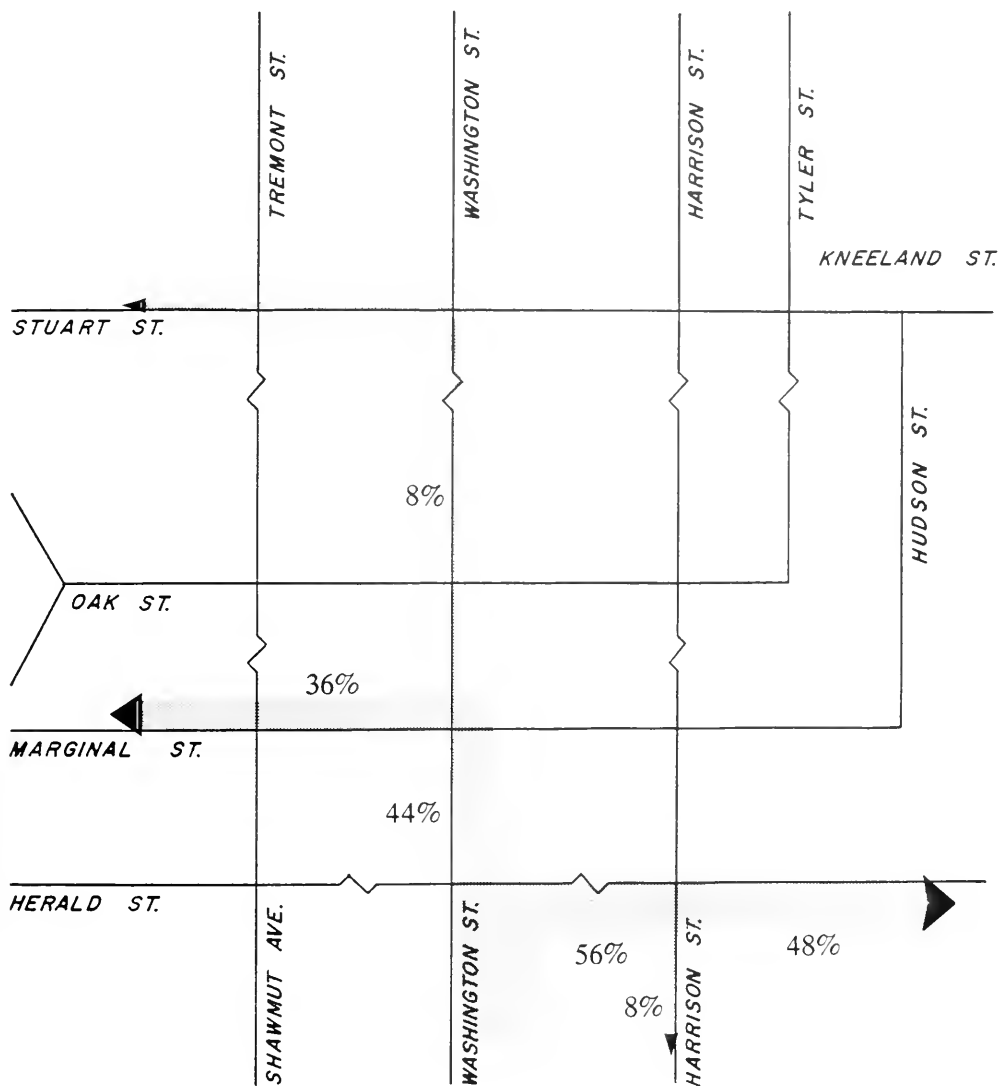 TREMONT ST.
WASHINGTON ST.
HARRISON ST.
TYLER ST.
KNEELAND ST.
STUART ST.
HUDSON ST.
8%
OAK ST.
36%
MARGINAL ST.
44%
HERALD ST.
SHAWMUT AVE.
WASHINGTON ST.
56%
48%
8%
HARRISON ST.